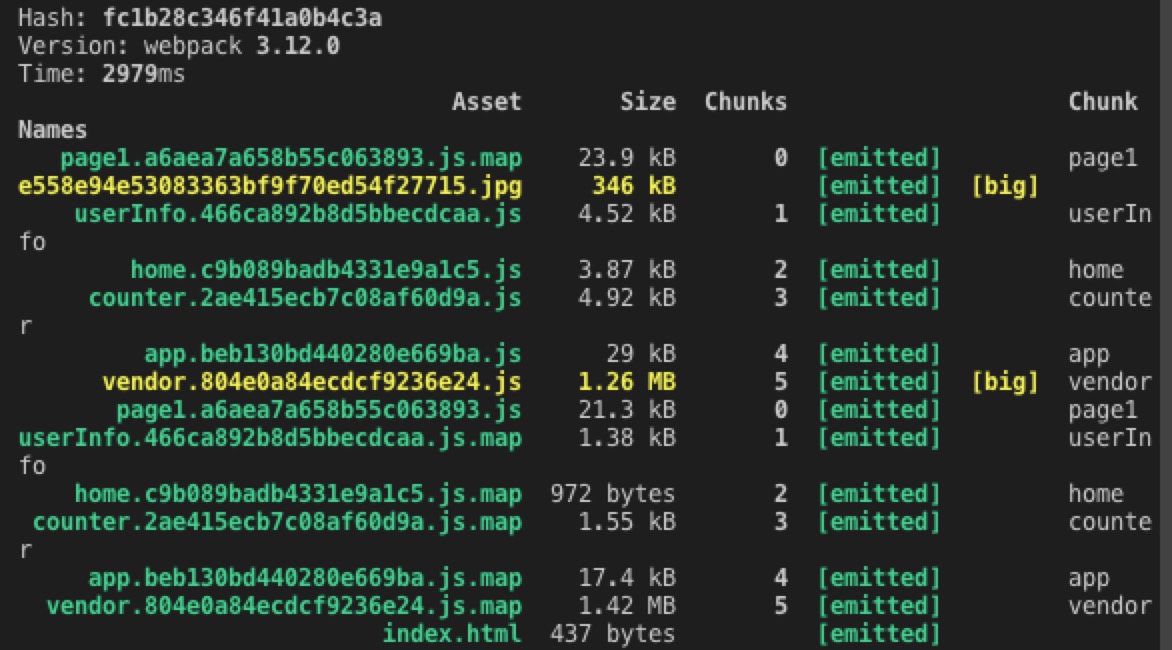 Hash: fc1b28c346f41a0b4c3a
Version: webpack 3.12.0
Time: 2979ms
Asset Size Chunks Chunk
Names
page1.a6aea7a658b55c063893.js.map 23.9 kB 0 [emitted] page1
e558e94e53083363bf9f70ed54f27715.jpg 346 kB [emitted] [big]
userInfo.466ca892b8d5bbecdcaa.js 4.52 kB 1 [emitted] userIn
fo
home.c9b089badb4331e9a1c5.js 3.87 kB 2 [emitted] home
counter.2ae415ecb7c08af60d9a.js 4.92 kB 3 [emitted] counte
r
app.beb130bd440280e669ba.js 29 kB 4 [emitted] app
vendor.804e0a84ecdcf9236e24.js 1.26 MB 5 [emitted] [big] vendor
page1.a6aea7a658b55c063893.js 21.3 kB 0 [emitted] page1
userInfo.466ca892b8d5bbecdcaa.js.map 1.38 kB 1 [emitted] userIn
fo
home.c9b089badb4331e9a1c5.js.map 972 bytes 2 [emitted] home
counter.2ae415ecb7c08af60d9a.js.map 1.55 kB 3 [emitted] counte
r
app.beb130bd440280e669ba.js.map 17.4 kB 4 [emitted] app
vendor.804e0a84ecdcf9236e24.js.map 1.42 MB 5 [emitted] vendor
index.html 437 bytes [emitted]